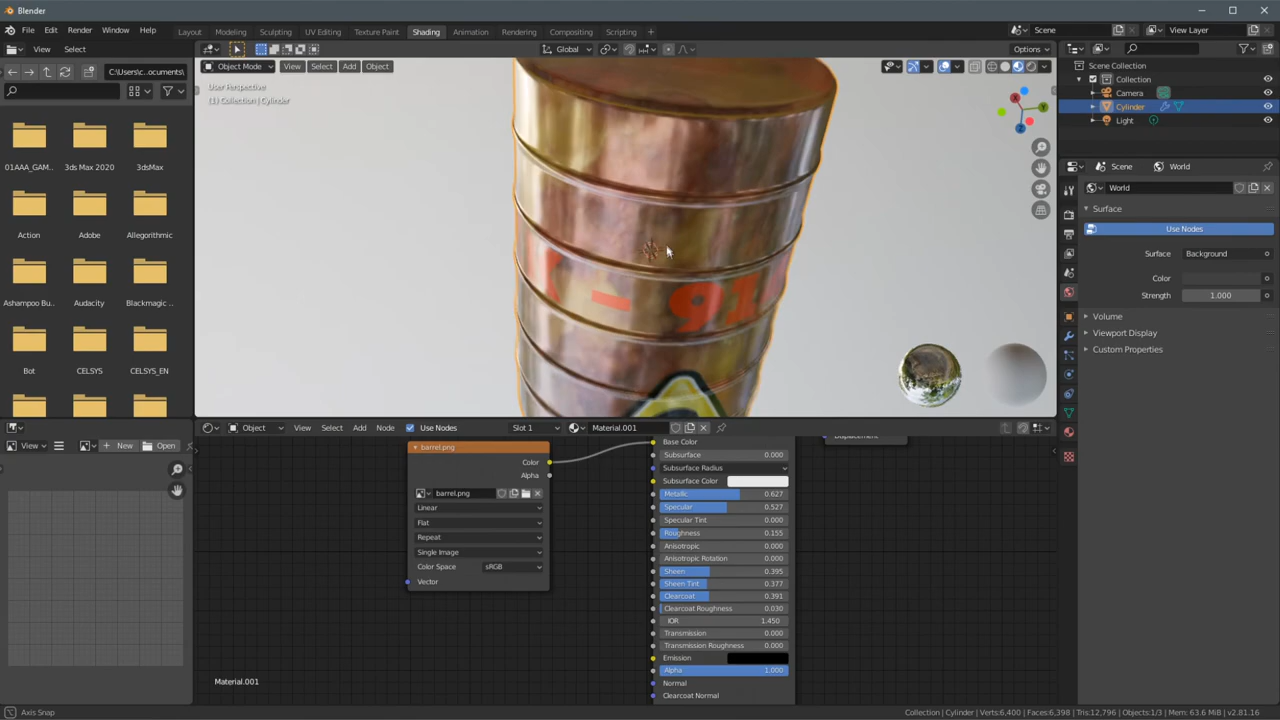 Blender
File Edit Render Window Help
Layout Modeling Sculpting UV Editing Texture Paint Shading Animation Rendering Compositing Scripting +
Scene View Layer
View Select
Global
Options
C:\Users\c...ocuments\
Object Mode View Select Add Object
User Perspective
(1) Collection | Cylinder
01AAA_GAM.. 3ds Max 2020 3dsMax
Action Adobe Allegorithmic
Ashampoo Bu.. Audacity Blackmagic ..
Bot CELSYS CELSYS_EN
- 91
X
Y
Z
Scene Collection
Collection
Camera
Cylinder
Light
Scene World
World
Surface
Use Nodes
Surface Background
Color
Strength 1.000
Volume
Viewport Display
Custom Properties
View New Open
Object View Select Add Node Use Nodes Slot 1 Material.001
barrel.png
Color
Alpha
barrel.png
Linear
Flat
Repeat
Single Image
Color Space sRGB
Vector
Base Color
Subsurface 0.000
Subsurface Radius
Subsurface Color
Metallic 0.627
Specular 0.527
Specular Tint 0.000
Roughness 0.155
Anisotropic 0.000
Anisotropic Rotation 0.000
Sheen 0.395
Sheen Tint 0.377
Clearcoat 0.391
Clearcoat Roughness 0.030
IOR 1.450
Transmission 0.000
Transmission Roughness 0.000
Emission
Alpha 1.000
Normal
Clearcoat Normal
Displacement
Material.001
Axis Snap
Collection | Cylinder | Verts:6,400 | Faces:6,398 | Tris:12,796 | Objects:1/3 | Mem: 63.6 MiB | v2.81.16